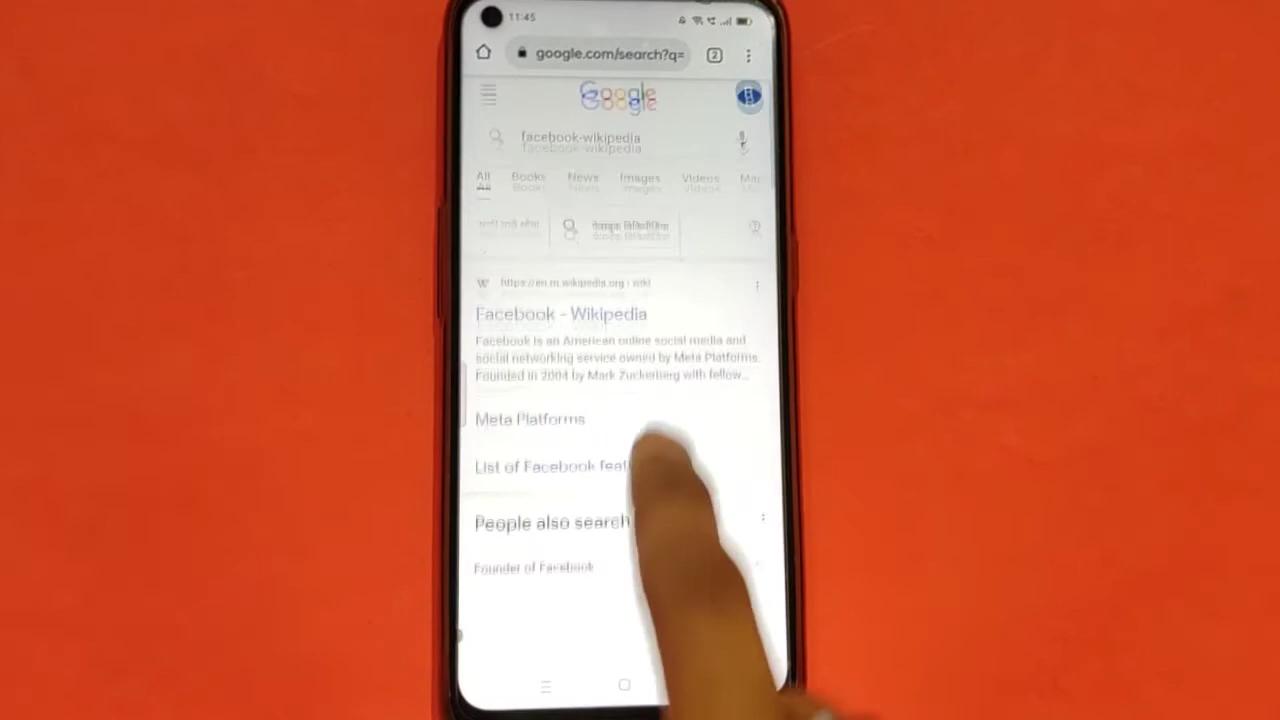 11:45
google.com/search?q=
2
Google
facebook-wikipedia
All Books News Images Videos
https://en.m.wikipedia.org › wiki
Facebook - Wikipedia
Facebook is an American online social media and
social networking service owned by Meta Platforms.
Founded in 2004 by Mark Zuckerberg with fellow...
Meta Platforms
List of Facebook feat
People also search
Founder of Facebook